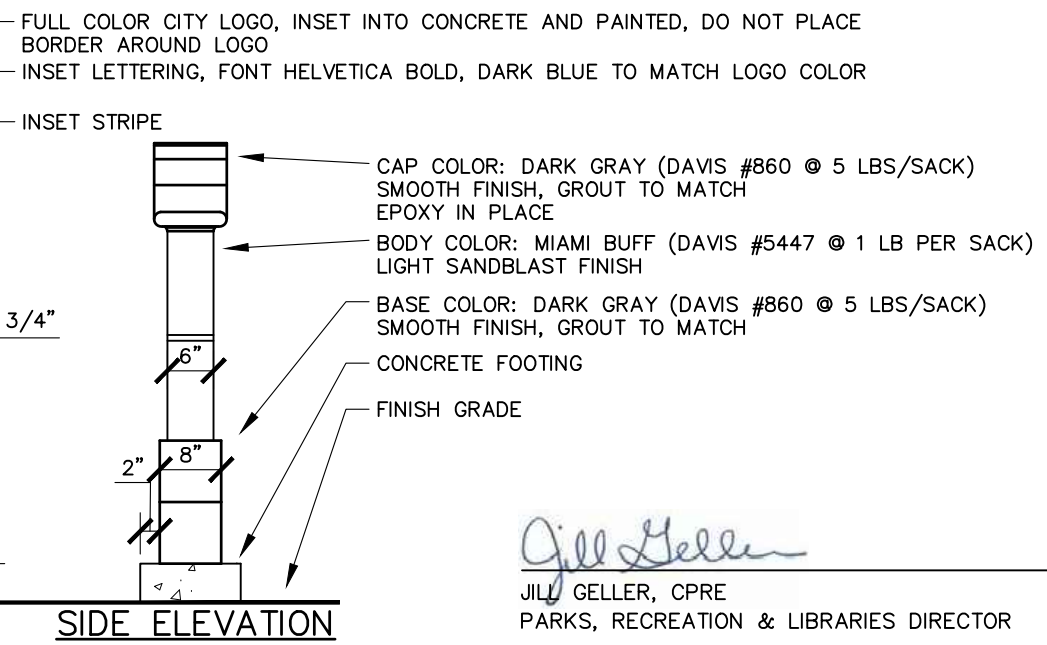 FULL COLOR CITY LOGO, INSET INTO CONCRETE AND PAINTED, DO NOT PLACE
BORDER AROUND LOGO
INSET LETTERING, FONT HELVETICA BOLD, DARK BLUE TO MATCH LOGO COLOR
INSET STRIPE
CAP COLOR: DARK GRAY (DAVIS #860 @ 5 LBS/SACK)
SMOOTH FINISH, GROUT TO MATCH
EPOXY IN PLACE
BODY COLOR: MIAMI BUFF (DAVIS #5447 @ 1 LB PER SACK)
LIGHT SANDBLAST FINISH
BASE COLOR: DARK GRAY (DAVIS #860 @ 5 LBS/SACK)
SMOOTH FINISH, GROUT TO MATCH
3/4"
6"
CONCRETE FOOTING
FINISH GRADE
8"
2"
Jill Geller
JILL GELLER, CPRE
PARKS, RECREATION & LIBRARIES DIRECTOR
SIDE ELEVATION